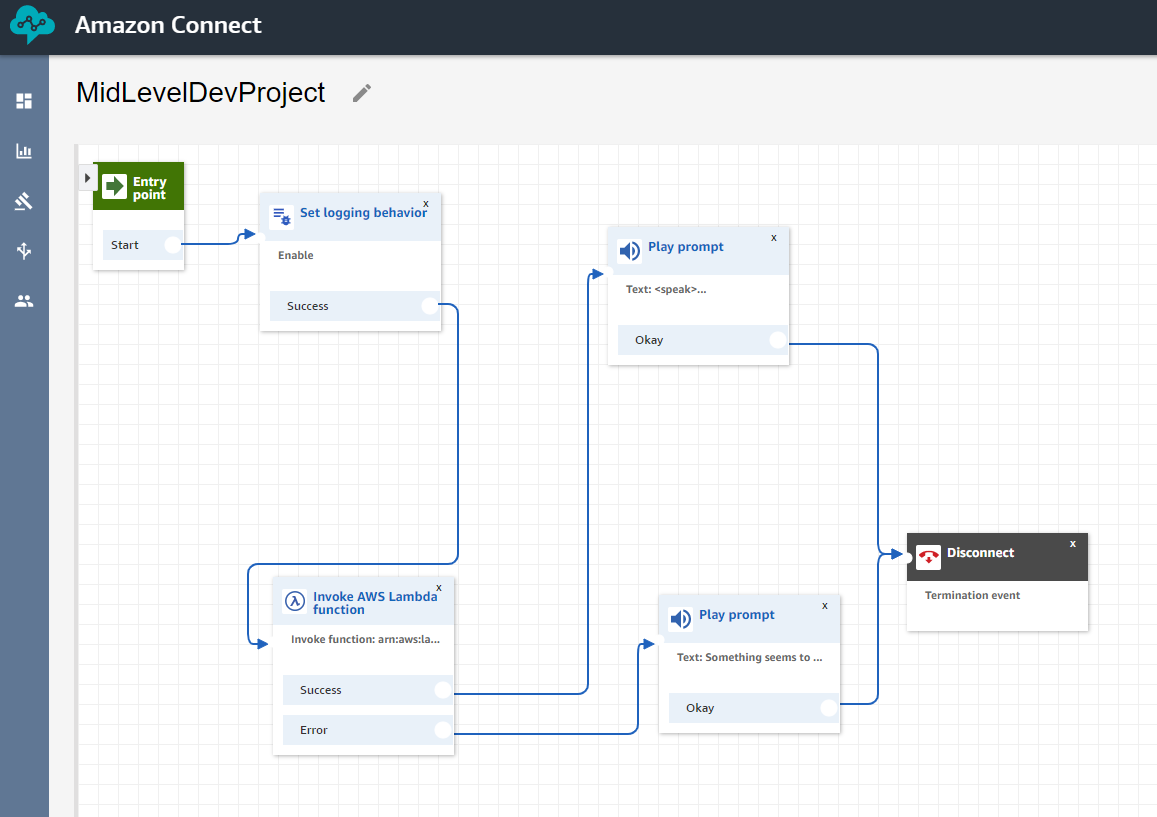 Amazon Connect
MidLevelDevProject
Entry
point
Start
x
Set logging behavior
Enable
Success
x
Play prompt
Text: <speak>...
Okay
x
Invoke AWS Lambda
function
Invoke function: arn:aws:la...
Success
Error
x
Play prompt
Text: Something seems to ...
Okay
x
Disconnect
Termination event